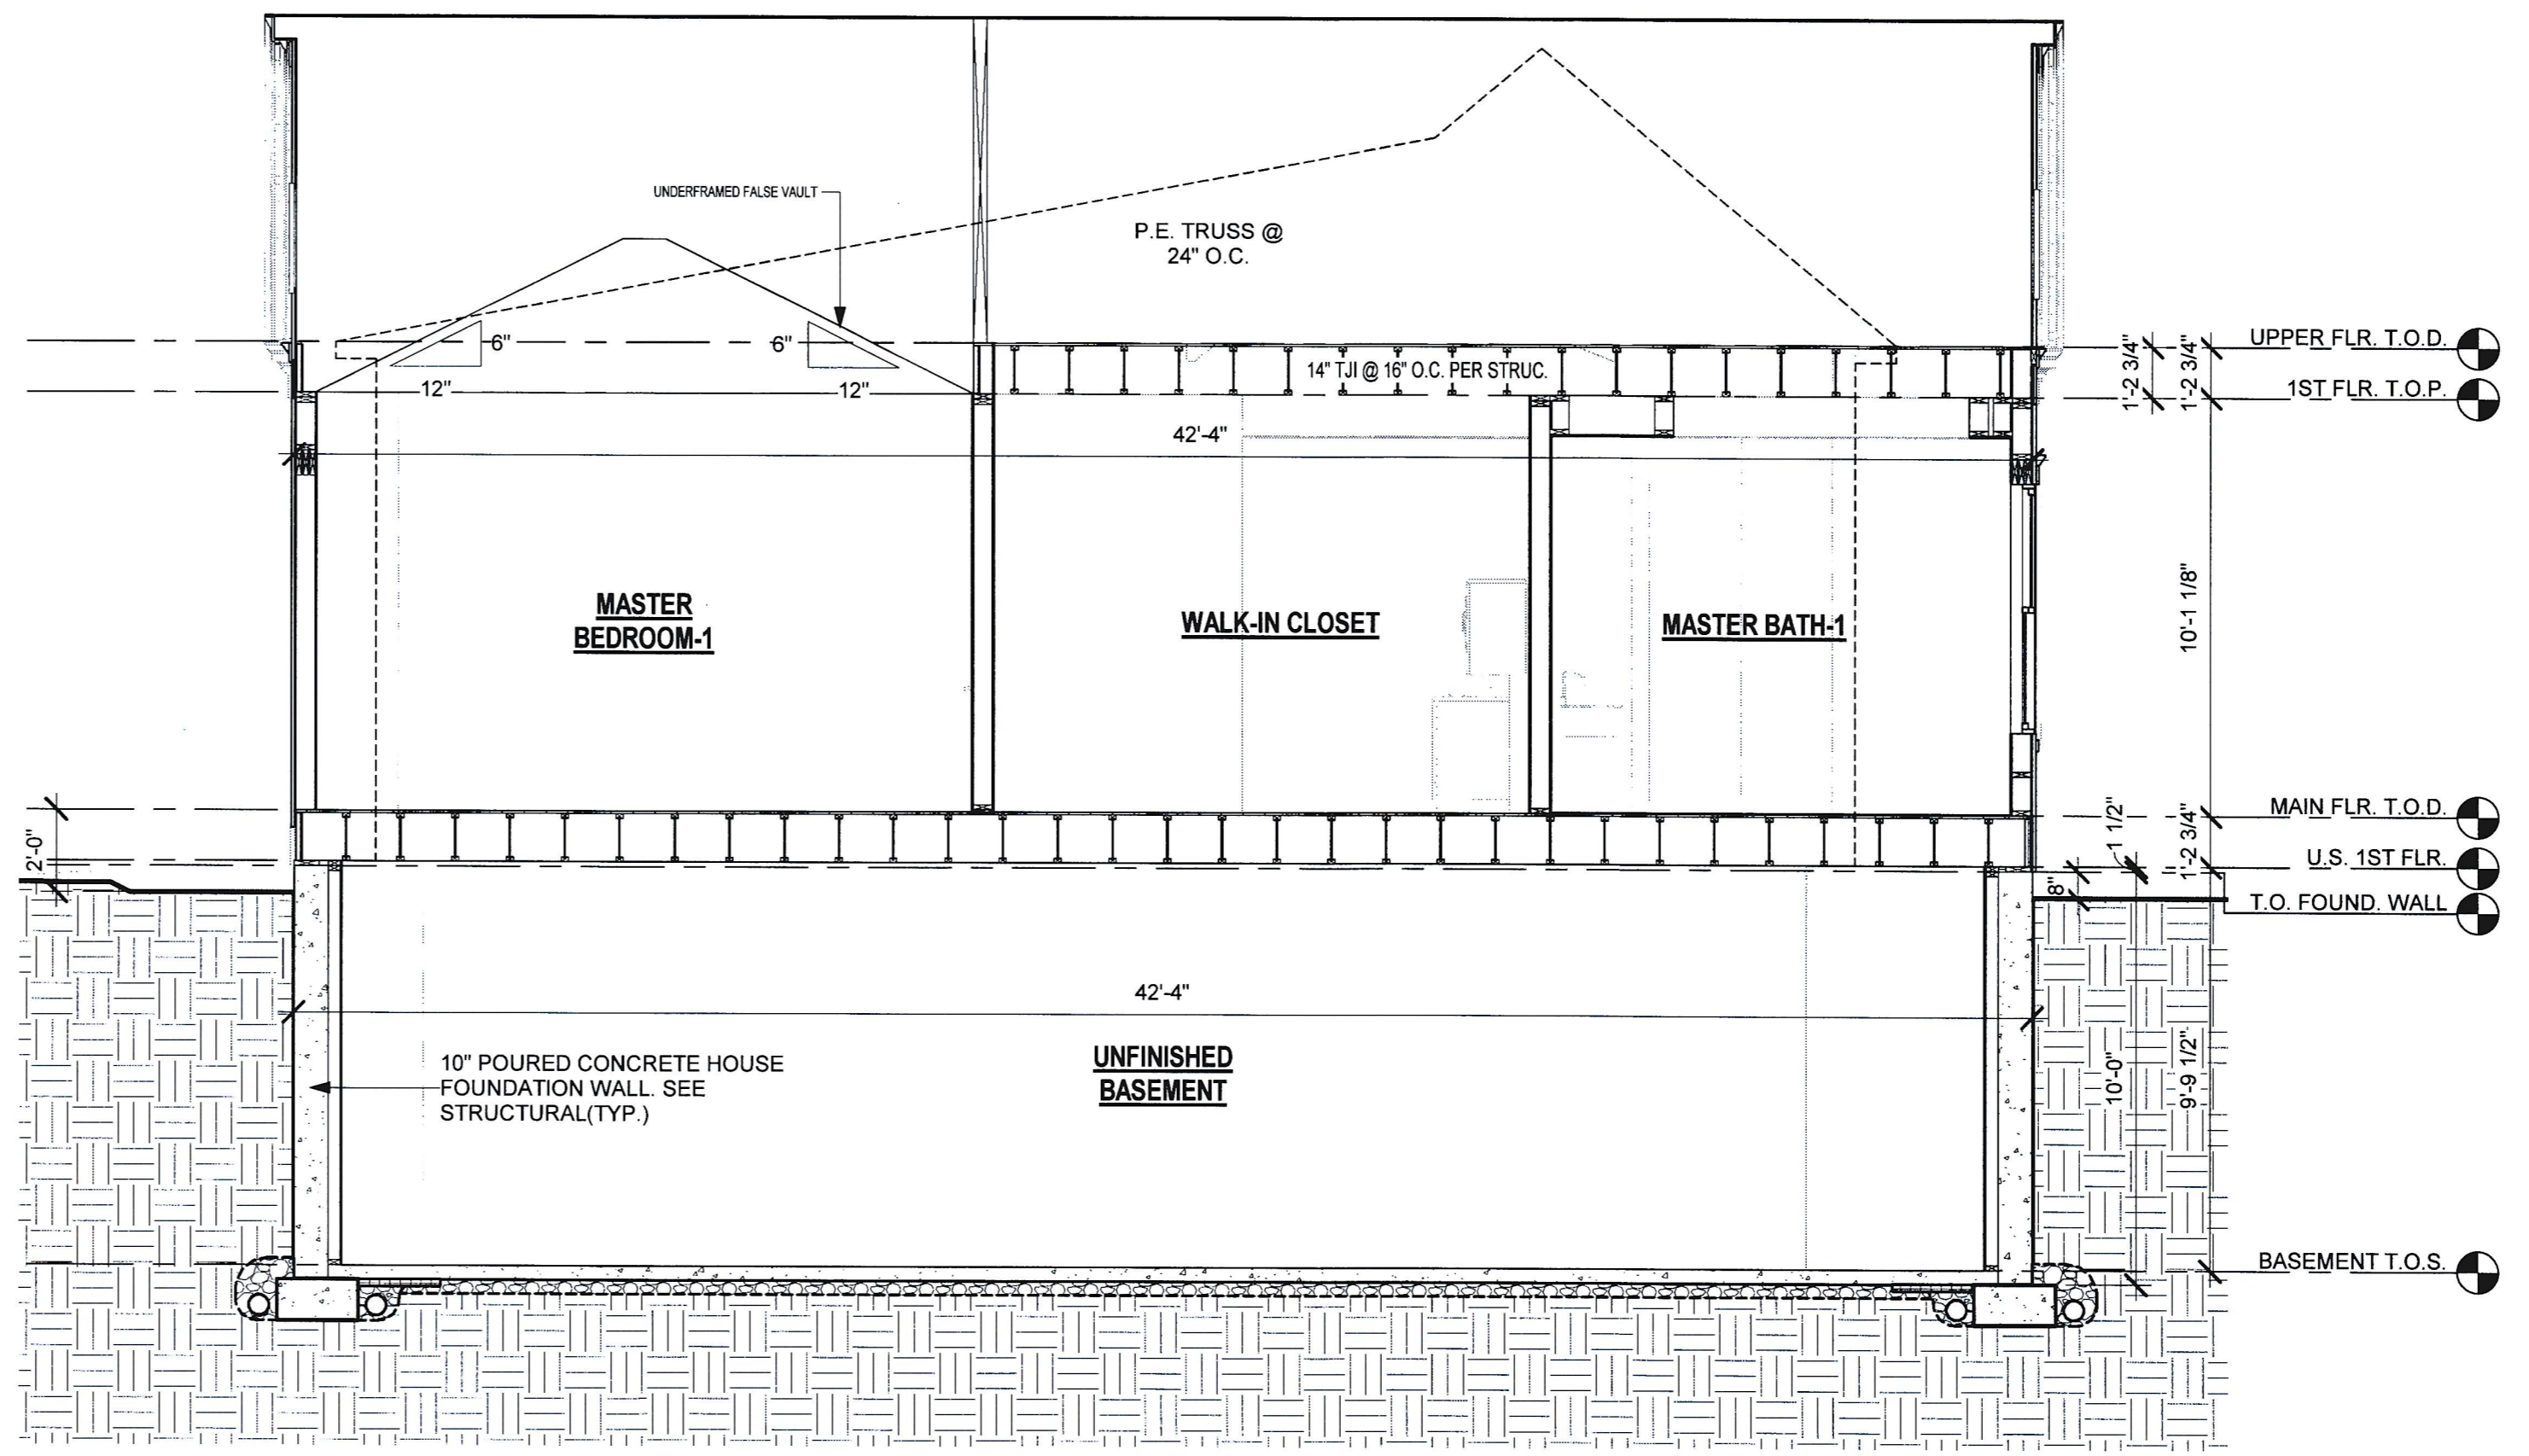 UNDERFRAMED FALSE VAULT
P.E. TRUSS @
24" O.C.
6"
6"
12"
12"
14" TJI @ 16" O.C. PER STRUC.
1'-2 3/4"
1'-2 3/4"
UPPER FLR. T.O.D.
1ST FLR. T.O.P.
42'-4"
MASTER
BEDROOM-1
WALK-IN CLOSET
MASTER BATH-1
10'-1 1/8"
2'-0"
1 1/2"
1'-2 3/4"
8"
MAIN FLR. T.O.D.
U.S. 1ST FLR.
T.O. FOUND. WALL
42'-4"
10" POURED CONCRETE HOUSE
FOUNDATION WALL. SEE
STRUCTURAL(TYP.)
UNFINISHED
BASEMENT
10'-0"
9'-9 1/2"
BASEMENT T.O.S.